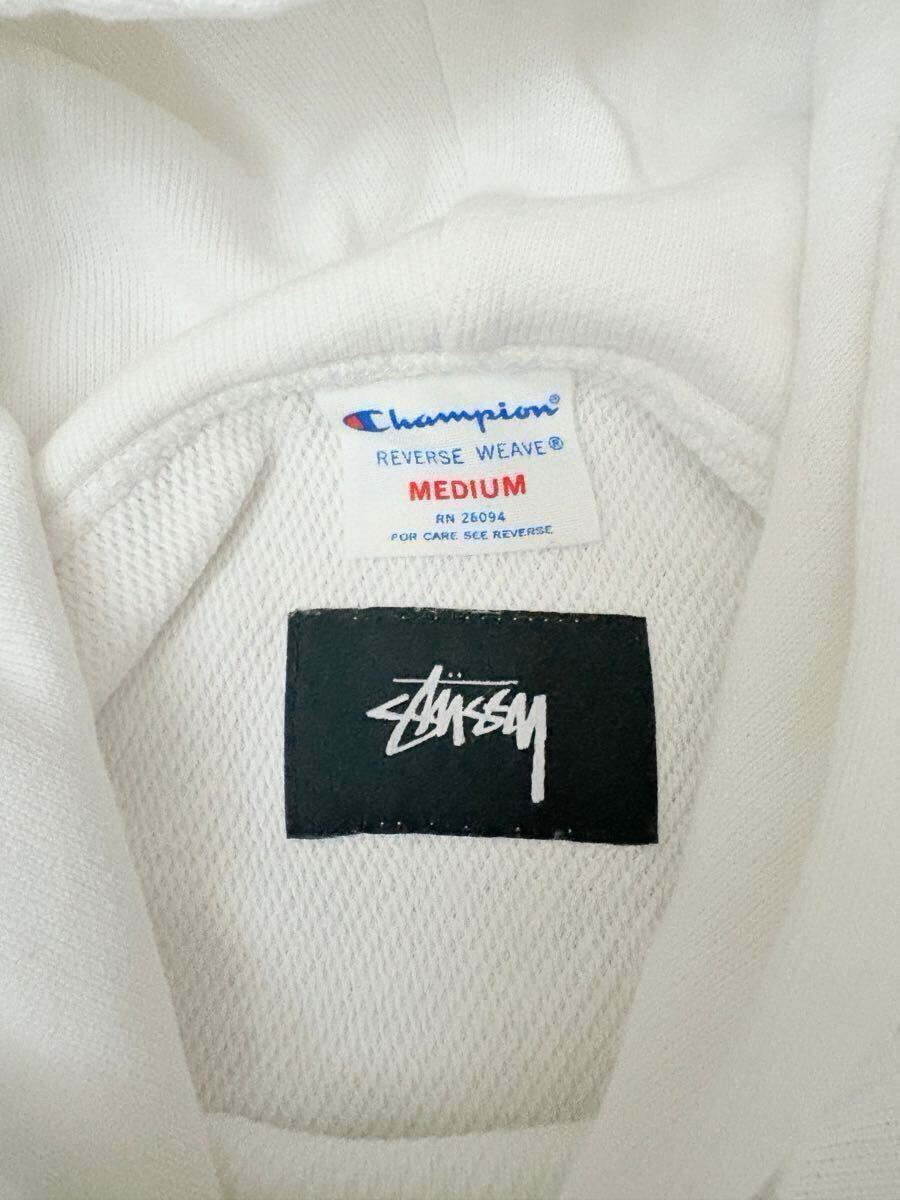 Champion®
REVERSE WEAVE®
MEDIUM
RN 26094
FOR CARE SEE REVERSE
STÜSSY